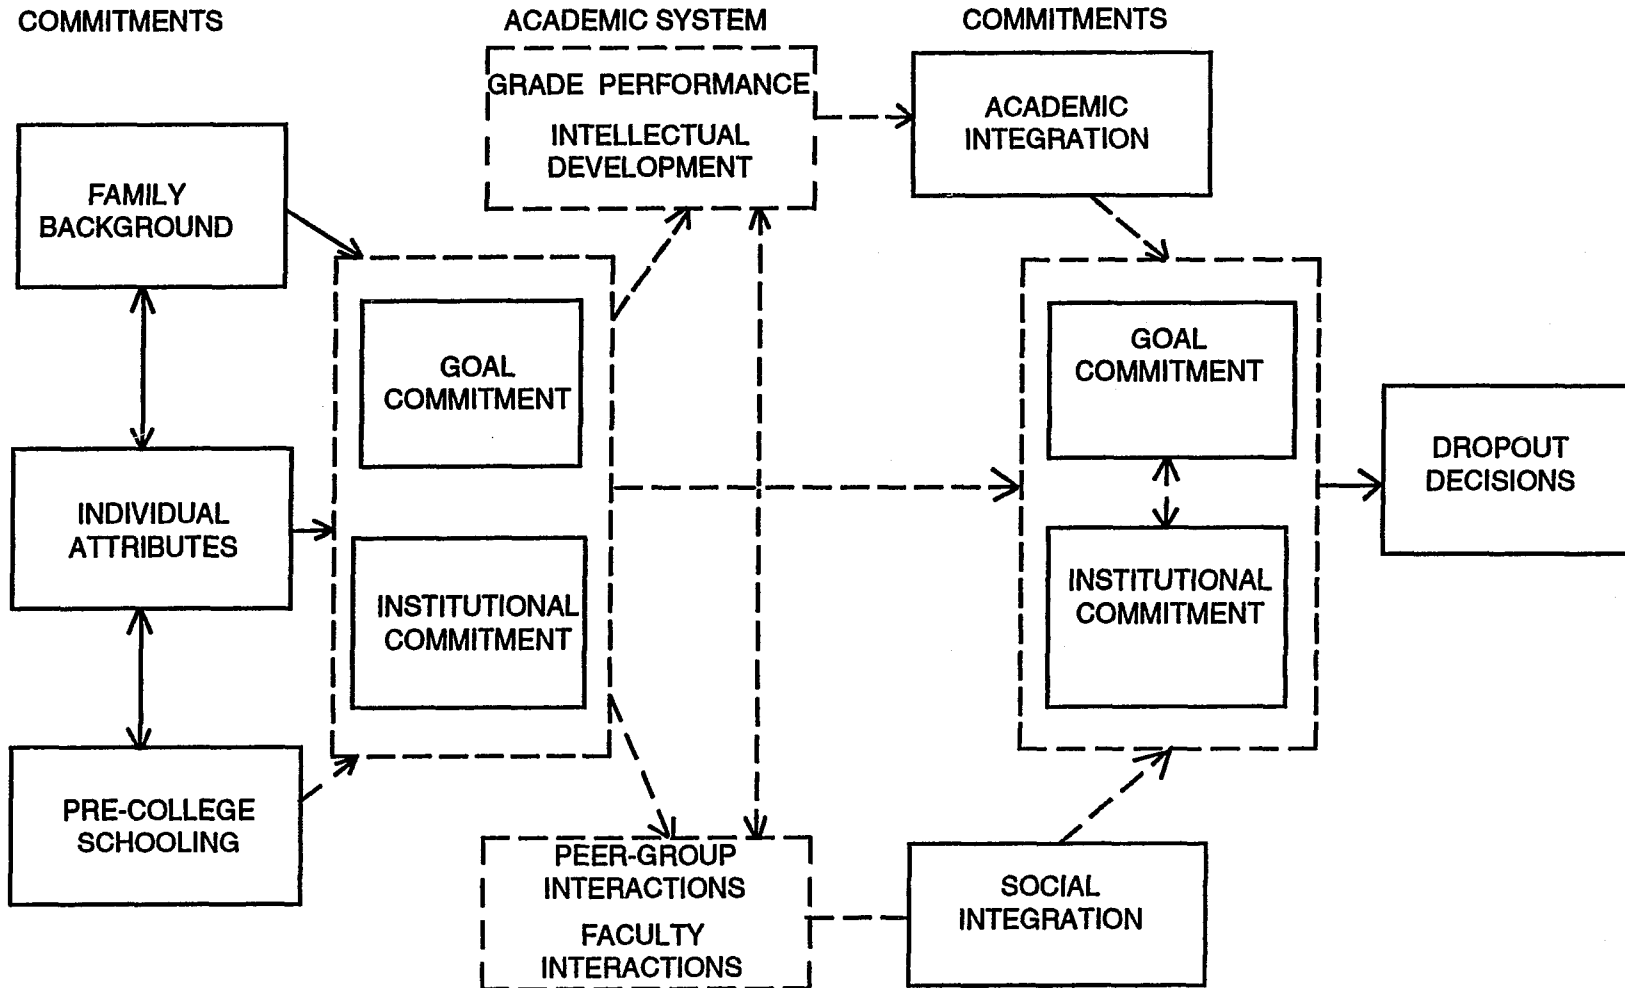 COMMITMENTS
ACADEMIC SYSTEM
COMMITMENTS
GRADE PERFORMANCE
INTELLECTUAL
DEVELOPMENT
ACADEMIC
INTEGRATION
FAMILY
BACKGROUND
GOAL
COMMITMENT
GOAL
COMMITMENT
DROPOUT
DECISIONS
INDIVIDUAL
ATTRIBUTES
INSTITUTIONAL
COMMITMENT
INSTITUTIONAL
COMMITMENT
PRE-COLLEGE
SCHOOLING
PEER-GROUP
INTERACTIONS
FACULTY
INTERACTIONS
SOCIAL
INTEGRATION